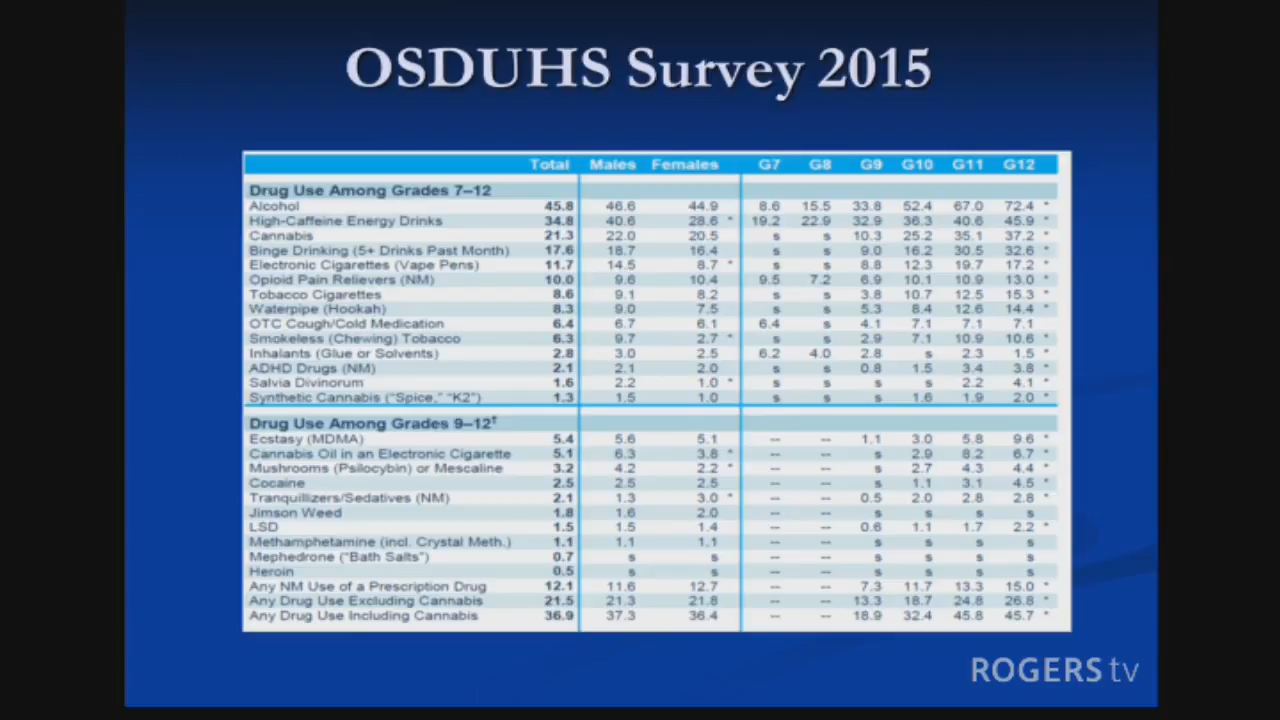 OSDUHS Survey 2015
Total Males Females G7 G8 G9 G10 G11 G12
Drug Use Among Grades 7–12
Alcohol 45.8 46.6 44.9 8.6 15.5 33.8 52.4 67.0 72.4 *
High-Caffeine Energy Drinks 34.8 40.6 28.6 * 19.2 22.9 32.9 36.3 40.6 45.9 *
Cannabis 21.3 22.0 20.5 s s 10.3 25.2 35.1 37.2 *
Binge Drinking (5+ Drinks Past Month) 17.6 18.7 16.4 s s 9.0 16.2 30.5 32.6 *
Electronic Cigarettes (Vape Pens) 11.7 14.5 8.7 * s s 8.8 12.3 19.7 17.2 *
Opioid Pain Relievers (NM) 10.0 9.6 10.4 9.5 7.2 6.9 10.1 10.9 13.0 *
Tobacco Cigarettes 8.6 9.1 8.2 s s 3.8 10.7 12.5 15.3 *
Waterpipe (Hookah) 8.3 9.0 7.5 s s 5.3 8.4 12.6 14.4 *
OTC Cough/Cold Medication 6.4 6.7 6.1 6.4 s 4.1 7.1 7.1 7.1
Smokeless (Chewing) Tobacco 6.3 9.7 2.7 * s s 2.9 7.1 10.9 10.6 *
Inhalants (Glue or Solvents) 2.8 3.0 2.5 6.2 4.0 2.8 s 2.3 1.5 *
ADHD Drugs (NM) 2.1 2.1 2.0 s s 0.8 1.5 3.4 3.8 *
Salvia Divinorum 1.6 2.2 1.0 * s s s s 2.2 4.1 *
Synthetic Cannabis (“Spice,” “K2”) 1.3 1.5 1.0 s s s 1.6 1.9 2.0 *
Drug Use Among Grades 9–12†
Ecstasy (MDMA) 5.4 5.6 5.1 -- -- 1.1 3.0 5.8 9.6 *
Cannabis Oil in an Electronic Cigarette 5.1 6.3 3.8 * -- -- s 2.9 8.2 6.7 *
Mushrooms (Psilocybin) or Mescaline 3.2 4.2 2.2 * -- -- s 2.7 4.3 4.4 *
Cocaine 2.5 2.5 2.5 -- -- s 1.1 3.1 4.5 *
Tranquillizers/Sedatives (NM) 2.1 1.3 3.0 * -- -- 0.5 2.0 2.8 2.8 *
Jimson Weed 1.8 1.6 2.0 -- -- s s s s
LSD 1.5 1.5 1.4 -- -- 0.6 1.1 1.7 2.2 *
Methamphetamine (incl. Crystal Meth.) 1.1 1.1 1.1 -- -- s s s s
Mephedrone (“Bath Salts”) 0.7 s s -- -- s s s s
Heroin 0.5 s s -- -- s s s s
Any NM Use of a Prescription Drug 12.1 11.6 12.7 -- -- 7.3 11.7 13.3 15.0 *
Any Drug Use Excluding Cannabis 21.5 21.3 21.8 -- -- 13.3 18.7 24.8 26.8 *
Any Drug Use Including Cannabis 36.9 37.3 36.4 -- -- 18.9 32.4 45.8 45.7 *
ROGERS tv